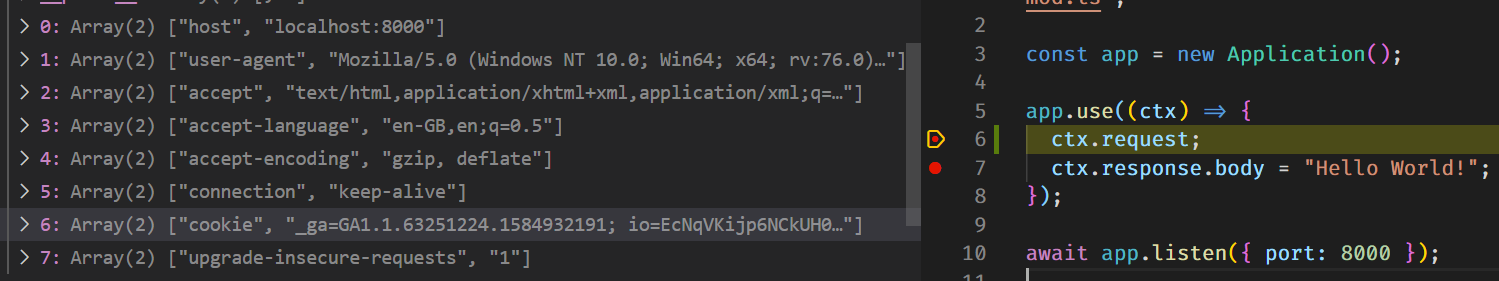 0: Array(2) ["host", "localhost:8000"]
1: Array(2) ["user-agent", "Mozilla/5.0 (Windows NT 10.0; Win64; x64; rv:76.0)…"]
2: Array(2) ["accept", "text/html,application/xhtml+xml,application/xml;q=…"]
3: Array(2) ["accept-language", "en-GB,en;q=0.5"]
4: Array(2) ["accept-encoding", "gzip, deflate"]
5: Array(2) ["connection", "keep-alive"]
6: Array(2) ["cookie", "_ga=GA1.1.63251224.1584932191; io=EcNqVKijp6NCkUH0…"]
7: Array(2) ["upgrade-insecure-requests", "1"]
mod.ts";
2
3 const app = new Application();
4
5 app.use((ctx) => {
6 ctx.request;
7 ctx.response.body = "Hello World!";
8 });
9
10 await app.listen({ port: 8000 });
11